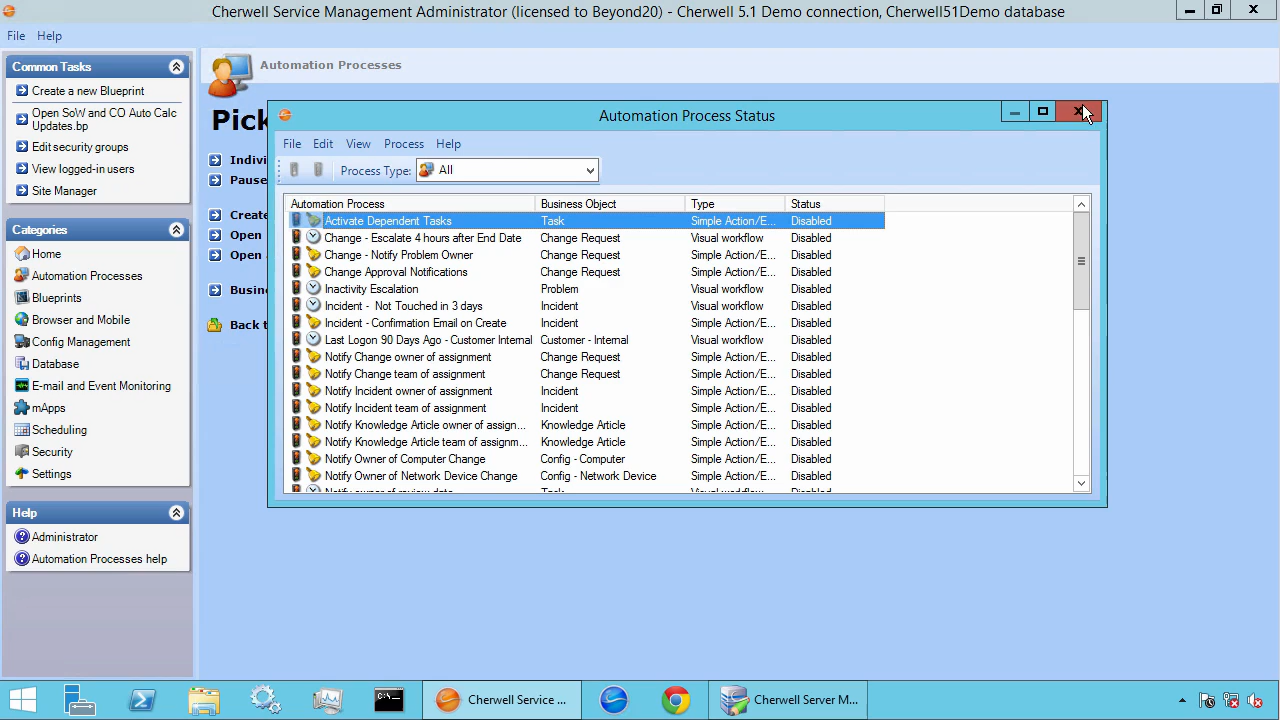 Cherwell Service Management Administrator (licensed to Beyond20) - Cherwell 5.1 Demo connection, Cherwell51Demo database
File Help
Common Tasks
Create a new Blueprint
Open SoW and CO Auto Calc
Updates.bp
Edit security groups
View logged-in users
Site Manager
Categories
Home
Automation Processes
Blueprints
Browser and Mobile
Config Management
Database
E-mail and Event Monitoring
mApps
Scheduling
Security
Settings
Help
Administrator
Automation Processes help
Automation Processes
Pick
Indivi
Pause
Create
Open
Open
Busin
Back t
Automation Process Status
File Edit View Process Help
Process Type: All
Automation Process Business Object Type Status
Activate Dependent Tasks Task Simple Action/E... Disabled
Change - Escalate 4 hours after End Date Change Request Visual workflow Disabled
Change - Notify Problem Owner Change Request Simple Action/E... Disabled
Change Approval Notifications Change Request Simple Action/E... Disabled
Inactivity Escalation Problem Visual workflow Disabled
Incident - Not Touched in 3 days Incident Visual workflow Disabled
Incident - Confirmation Email on Create Incident Simple Action/E... Disabled
Last Logon 90 Days Ago - Customer Internal Customer - Internal Visual workflow Disabled
Notify Change owner of assignment Change Request Simple Action/E... Disabled
Notify Change team of assignment Change Request Simple Action/E... Disabled
Notify Incident owner of assignment Incident Simple Action/E... Disabled
Notify Incident team of assignment Incident Simple Action/E... Disabled
Notify Knowledge Article owner of assign... Knowledge Article Simple Action/E... Disabled
Notify Knowledge Article team of assignm... Knowledge Article Simple Action/E... Disabled
Notify Owner of Computer Change Config - Computer Simple Action/E... Disabled
Notify Owner of Network Device Change Config - Network Device Simple Action/E... Disabled
Notify owner of review date Task Visual workflow Disabled
Cherwell Service ... Cherwell Server M...